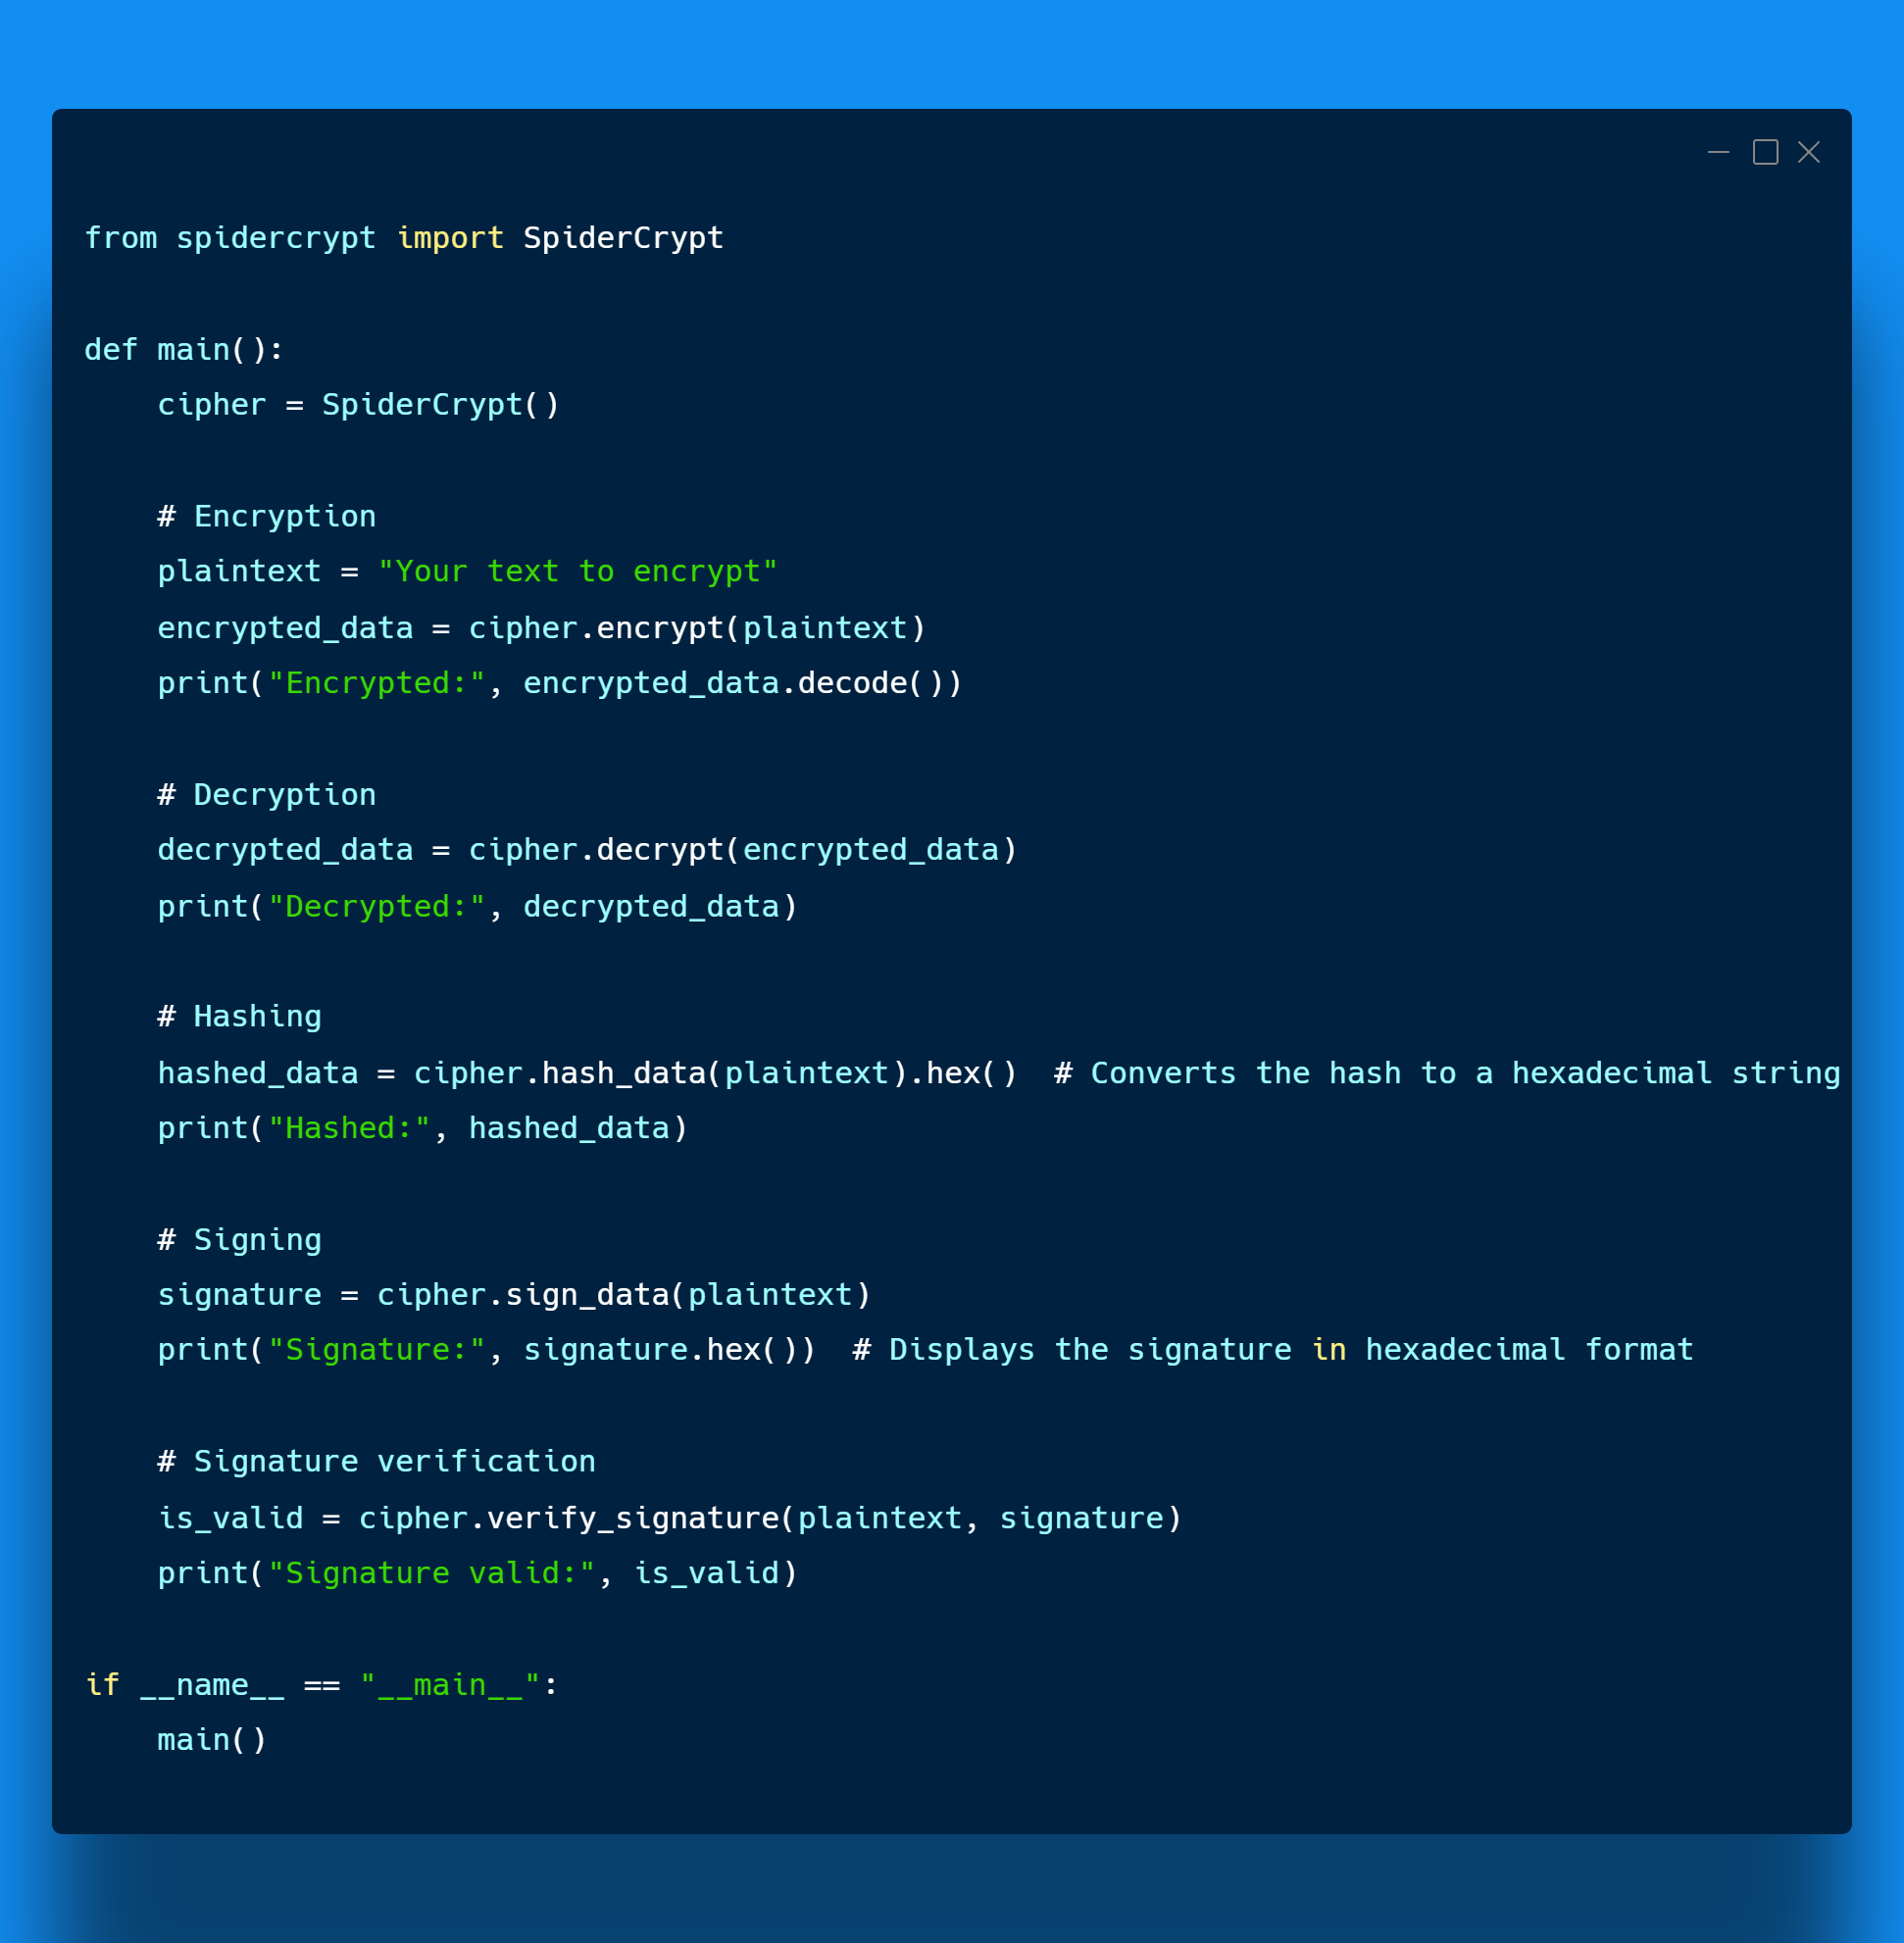 from spidercrypt import SpiderCrypt

def main():
    cipher = SpiderCrypt()

    # Encryption
    plaintext = "Your text to encrypt"
    encrypted_data = cipher.encrypt(plaintext)
    print("Encrypted:", encrypted_data.decode())

    # Decryption
    decrypted_data = cipher.decrypt(encrypted_data)
    print("Decrypted:", decrypted_data)

    # Hashing
    hashed_data = cipher.hash_data(plaintext).hex()  # Converts the hash to a hexadecimal string
    print("Hashed:", hashed_data)

    # Signing
    signature = cipher.sign_data(plaintext)
    print("Signature:", signature.hex())  # Displays the signature in hexadecimal format

    # Signature verification
    is_valid = cipher.verify_signature(plaintext, signature)
    print("Signature valid:", is_valid)

if __name__ == "__main__":
    main()